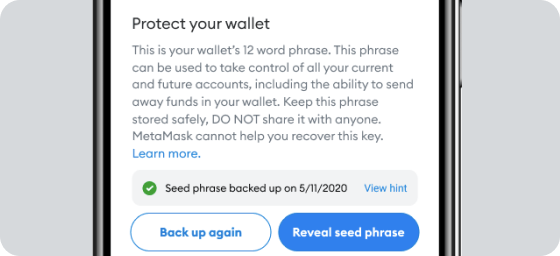 Protect your wallet
This is your wallet's 12 word phrase. This phrase
can be used to take control of all your current
and future accounts, including the ability to send
away funds in your wallet. Keep this phrase
stored safely, DO NOT share it with anyone.
MetaMask cannot help you recover this key.
Learn more.
Seed phrase backed up on 5/11/2020 View hint
Back up again Reveal seed phrase